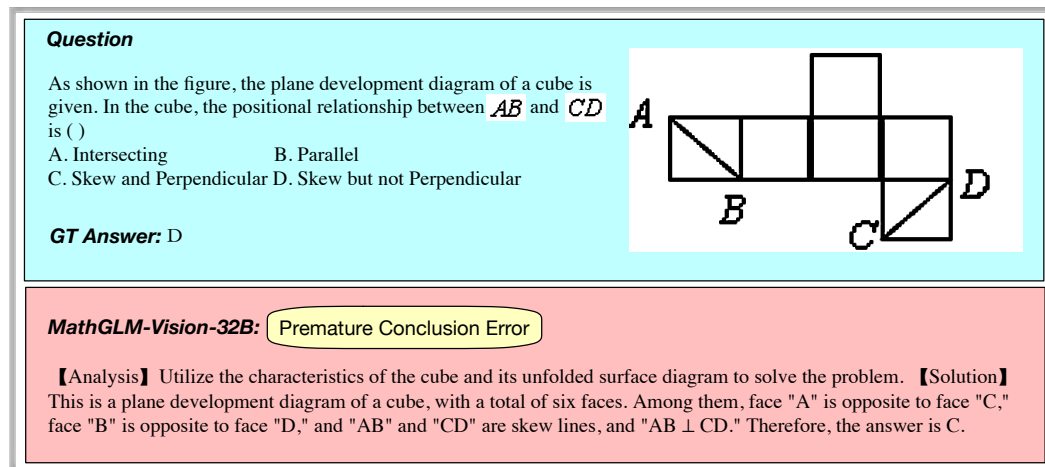 Question
As shown in the figure, the plane development diagram of a cube is
given. In the cube, the positional relationship between AB and CD
is ( )
A. Intersecting B. Parallel
C. Skew and Perpendicular D. Skew but not Perpendicular
GT Answer: D
A
B
C
D
MathGLM-Vision-32B: Premature Conclusion Error
【Analysis】Utilize the characteristics of the cube and its unfolded surface diagram to solve the problem. 【Solution】
This is a plane development diagram of a cube, with a total of six faces. Among them, face "A" is opposite to face "C,"
face "B" is opposite to face "D," and "AB" and "CD" are skew lines, and "AB ⊥ CD." Therefore, the answer is C.